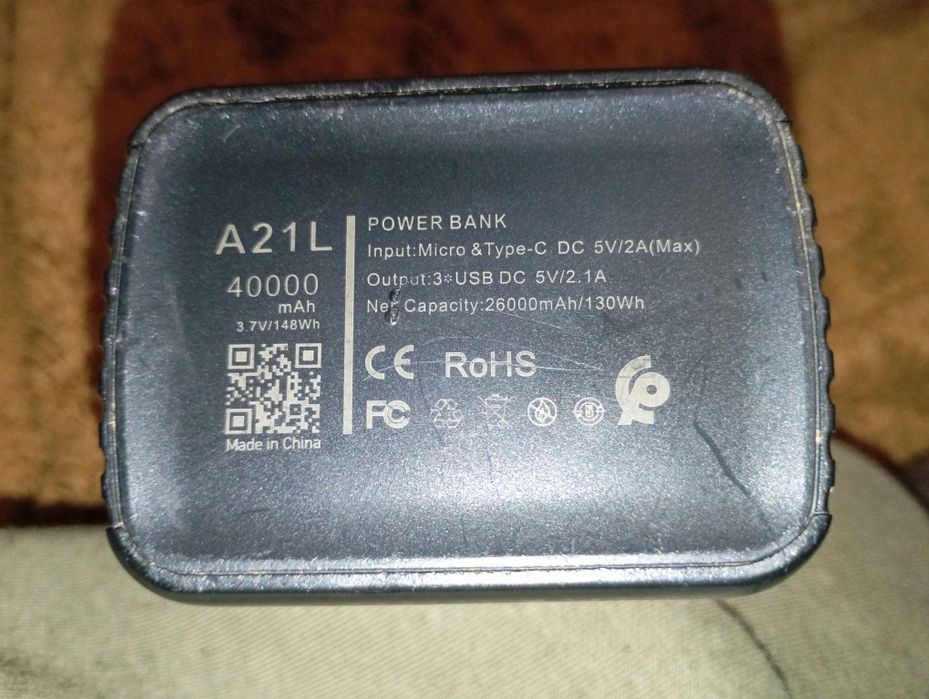 A21L
40000
mAh
3.7V/148Wh
Made in China
POWER BANK
Input:Micro &Type-C DC 5V/2A(Max)
Output:3*USB DC 5V/2.1A
Net Capacity:26000mAh/130Wh
CE RoHS
FC